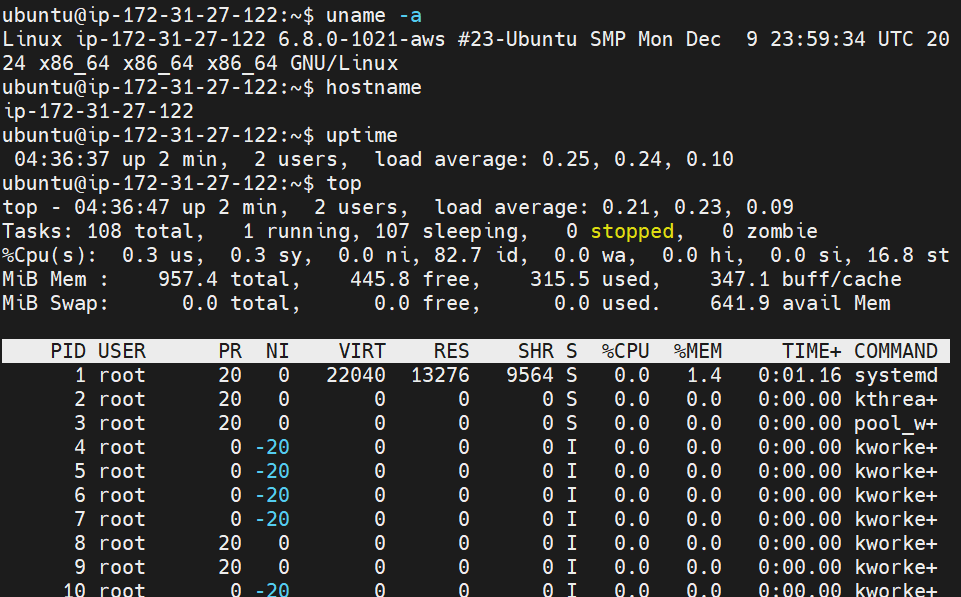 ubuntu@ip-172-31-27-122:~$ uname -a
Linux ip-172-31-27-122 6.8.0-1021-aws #23-Ubuntu SMP Mon Dec  9 23:59:34 UTC 20
24 x86_64 x86_64 x86_64 GNU/Linux
ubuntu@ip-172-31-27-122:~$ hostname
ip-172-31-27-122
ubuntu@ip-172-31-27-122:~$ uptime
 04:36:37 up 2 min,  2 users,  load average: 0.25, 0.24, 0.10
ubuntu@ip-172-31-27-122:~$ top
top - 04:36:47 up 2 min,  2 users,  load average: 0.21, 0.23, 0.09
Tasks: 108 total,   1 running, 107 sleeping,   0 stopped,   0 zombie
%Cpu(s):  0.3 us,  0.3 sy,  0.0 ni, 82.7 id,  0.0 wa,  0.0 hi,  0.0 si, 16.8 st
MiB Mem :    957.4 total,    445.8 free,    315.5 used,    347.1 buff/cache
MiB Swap:      0.0 total,      0.0 free,      0.0 used.    641.9 avail Mem
    PID USER      PR  NI    VIRT    RES    SHR S  %CPU  %MEM     TIME+ COMMAND
      1 root      20   0   22040  13276   9564 S   0.0   1.4   0:01.16 systemd
      2 root      20   0       0      0      0 S   0.0   0.0   0:00.00 kthrea+
      3 root      20   0       0      0      0 S   0.0   0.0   0:00.00 pool_w+
      4 root       0 -20       0      0      0 I   0.0   0.0   0:00.00 kworke+
      5 root       0 -20       0      0      0 I   0.0   0.0   0:00.00 kworke+
      6 root       0 -20       0      0      0 I   0.0   0.0   0:00.00 kworke+
      7 root       0 -20       0      0      0 I   0.0   0.0   0:00.00 kworke+
      8 root      20   0       0      0      0 I   0.0   0.0   0:00.00 kworke+
      9 root      20   0       0      0      0 I   0.0   0.0   0:00.00 kworke+
     10 root       0 -20       0      0      0 I   0.0   0.0   0:00.00 kworke+